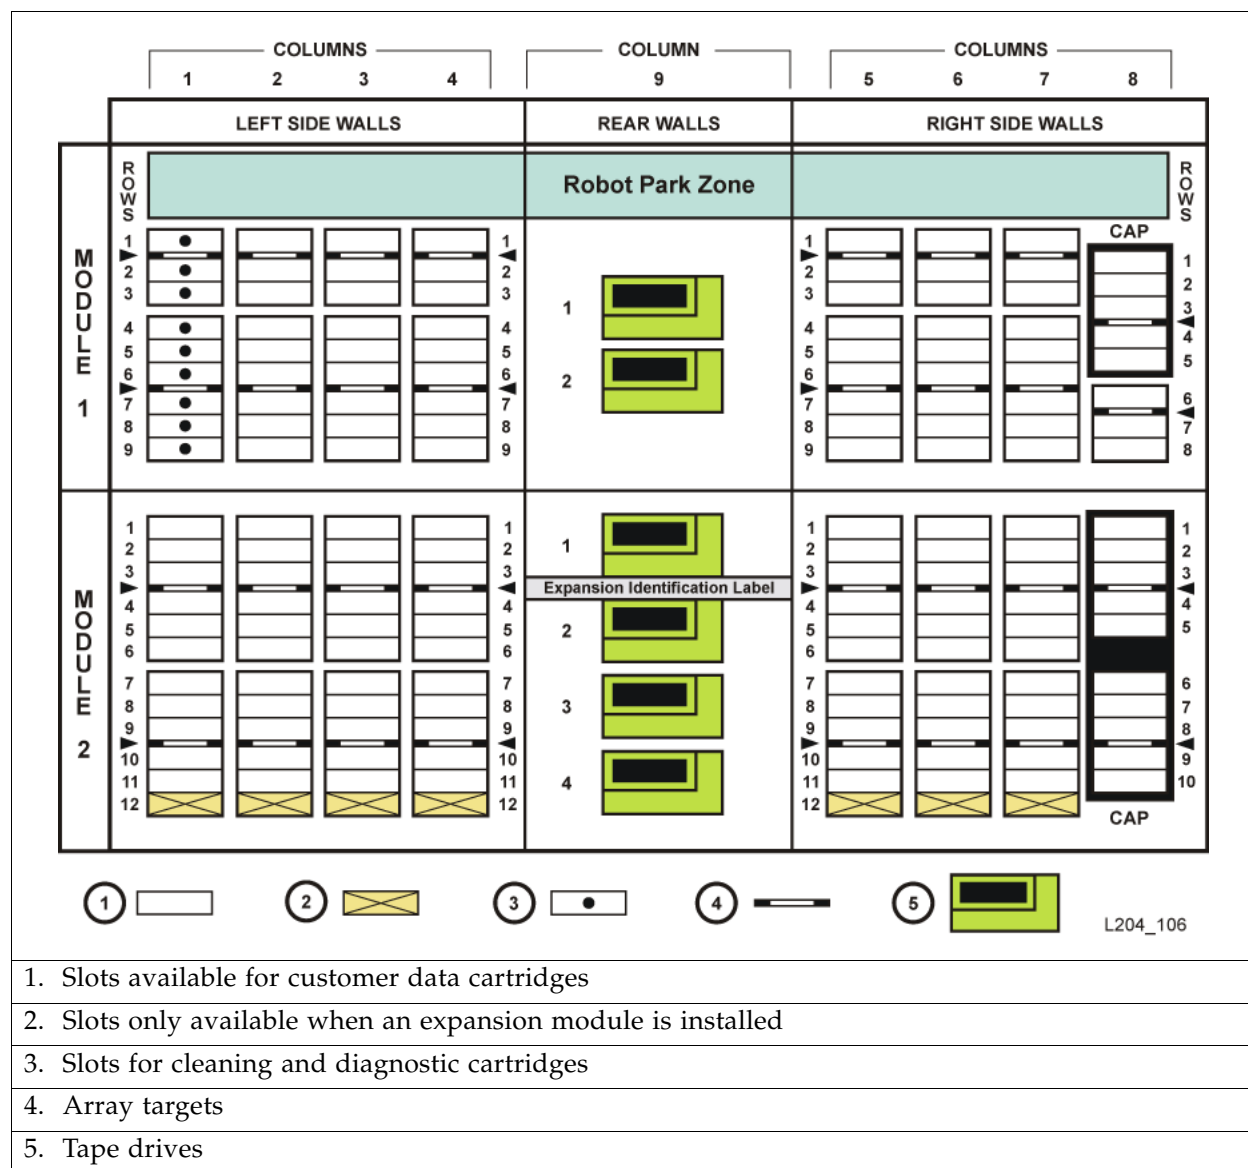 COLUMNS COLUMN COLUMNS
1 2 3 4 9 5 6 7 8
LEFT SIDE WALLS REAR WALLS RIGHT SIDE WALLS
MODULE 1
ROWS
Robot Park Zone
ROWS
CAP
1 1 1 1
2 2 2 2
3 3 3 3
4 4 4 4
5 5 5 5
6 6 6 6
7 7 7 7
8 8 8 8
9 9 9
1
2
MODULE 2
1 1 1 1
2 2 2 2
3 3 3 3
4 4 4 4
5 5 5 5
6 6 6 6
7 7 7 7
8 8 8 8
9 9 9 9
10 10 10 10
11 11 11
12 12 12
1
Expansion Identification Label
2
3
4
CAP
1 2 3 4 5
L204_106
1. Slots available for customer data cartridges
2. Slots only available when an expansion module is installed
3. Slots for cleaning and diagnostic cartridges
4. Array targets
5. Tape drives